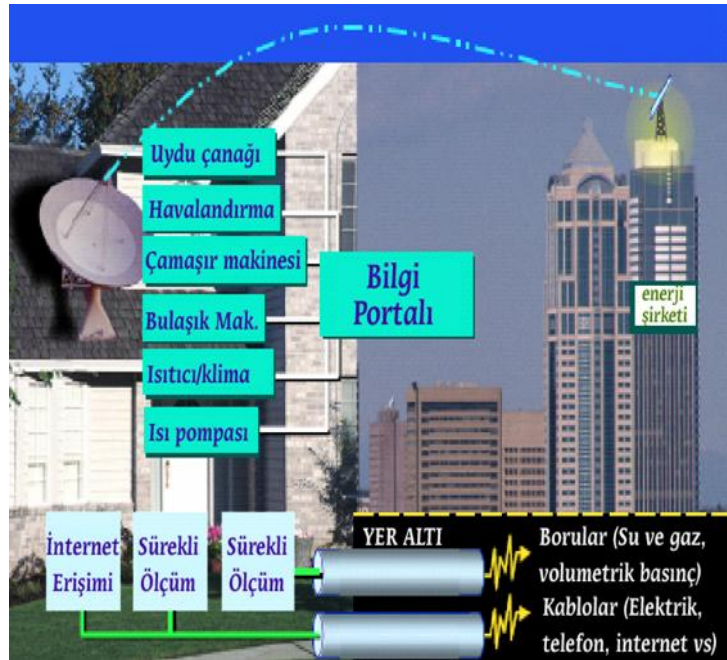 Uydu çanağı
Havalandırma
Çamaşır makinesi
Bulaşık Mak.
Isıtıcı/klima
Isı pompası
Bilgi
Portalı
enerji
şirketi
İnternet
Erişimi
Sürekli
Ölçüm
Sürekli
Ölçüm
YER ALTI
Borular (Su ve gaz,
volumetrik basınç)
Kablolar (Elektrik,
telefon, internet vs)